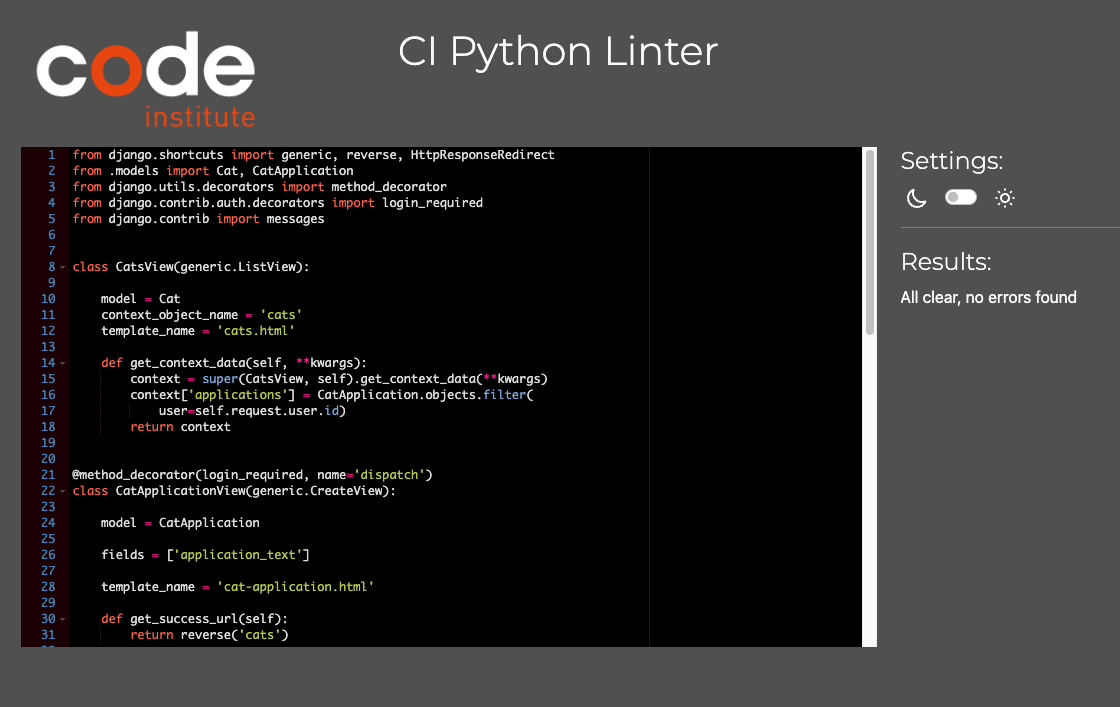 code
institute
CI Python Linter
1 from django.shortcuts import generic, reverse, HttpResponseRedirect
2 from .models import Cat, CatApplication
3 from django.utils.decorators import method_decorator
4 from django.contrib.auth.decorators import login_required
5 from django.contrib import messages
6
7
8 class CatsView(generic.ListView):
9
10     model = Cat
11     context_object_name = 'cats'
12     template_name = 'cats.html'
13
14     def get_context_data(self, **kwargs):
15         context = super(CatsView, self).get_context_data(**kwargs)
16         context['applications'] = CatApplication.objects.filter(
17             user=self.request.user.id)
18         return context
19
20
21 @method_decorator(login_required, name='dispatch')
22 class CatApplicationView(generic.CreateView):
23
24     model = CatApplication
25
26     fields = ['application_text']
27
28     template_name = 'cat-application.html'
29
30     def get_success_url(self):
31         return reverse('cats')
Settings:
Results:
All clear, no errors found